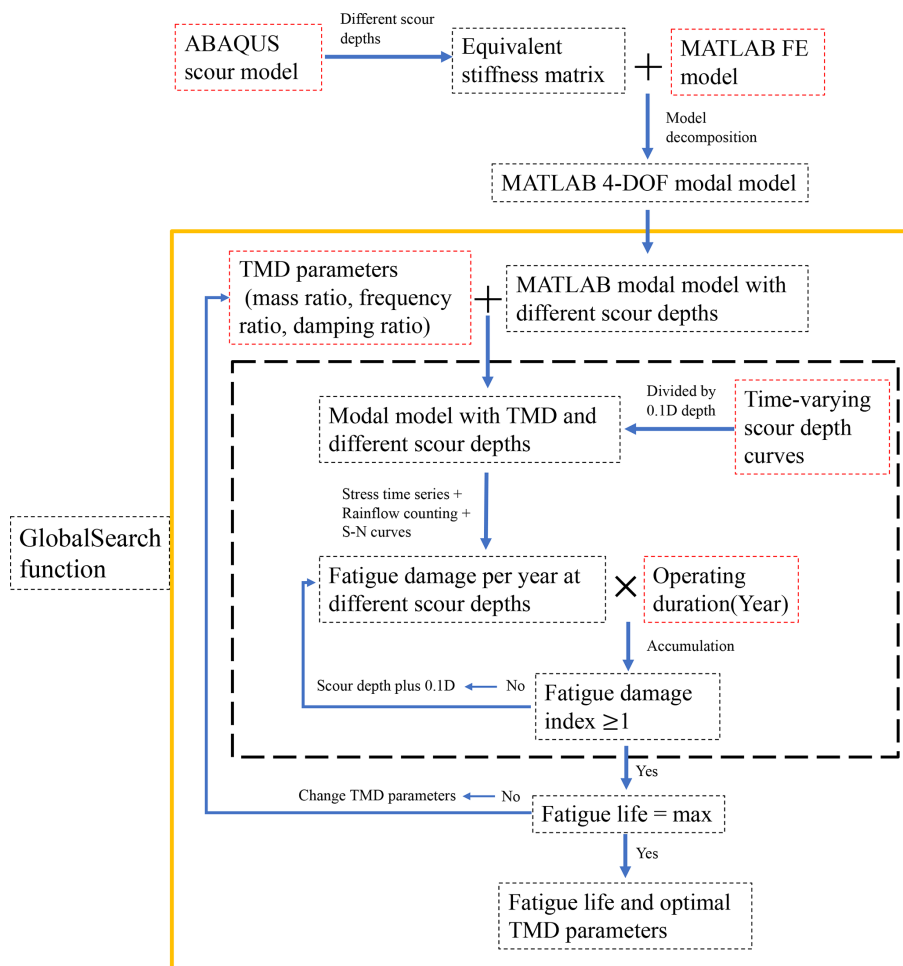 ABAQUS
scour model
Different scour
depths
Equivalent
stiffness matrix
+
MATLAB FE
model
Model
decomposition
MATLAB 4-DOF modal model
TMD parameters
(mass ratio, frequency
ratio, damping ratio)
+
MATLAB modal model with
different scour depths
Modal model with TMD and
different scour depths
Divided by
0.1D depth
Time-varying
scour depth
curves
Stress time series +
Rainflow counting +
S-N curves
GlobalSearch
function
Fatigue damage per year at
different scour depths
×
Operating
duration(Year)
Accumulation
Scour depth plus 0.1D
No
Fatigue damage
index ≥1
Yes
Change TMD parameters
No
Fatigue life = max
Yes
Fatigue life and optimal
TMD parameters